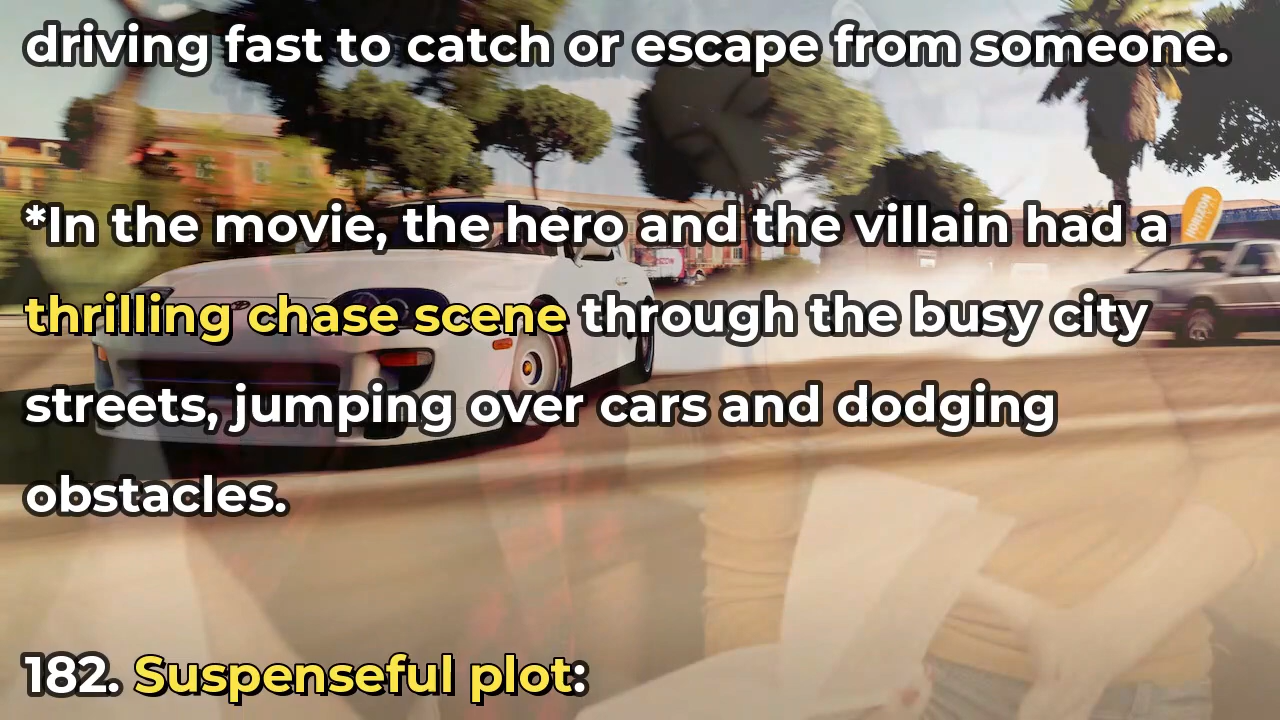 driving fast to catch or escape from someone.
*In the movie, the hero and the villain had a
thrilling chase scene through the busy city
streets, jumping over cars and dodging
obstacles.
182. Suspenseful plot:
HORIZON